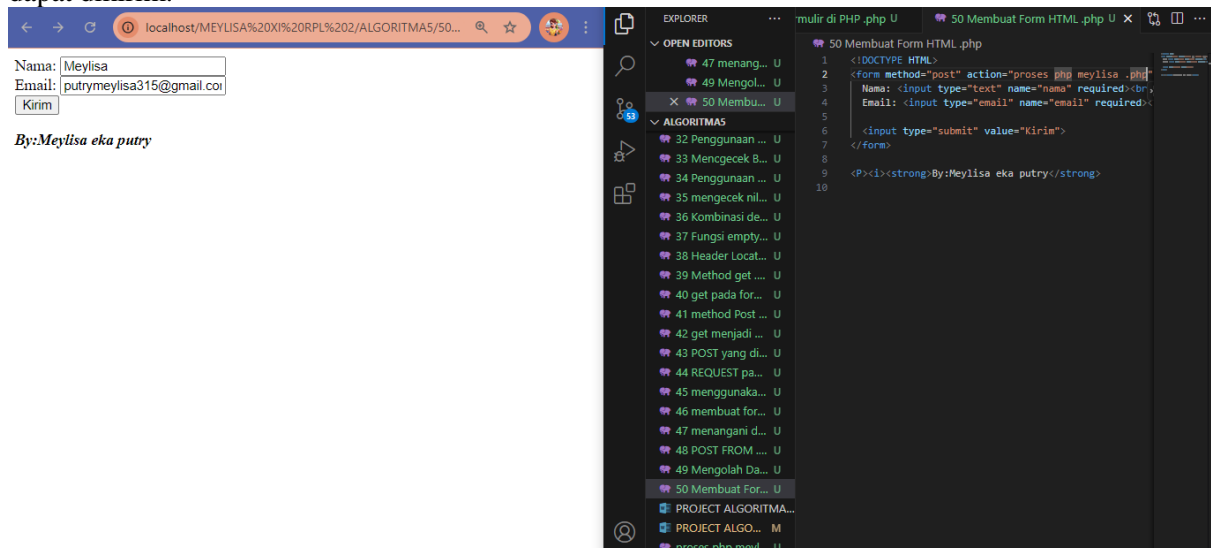 localhost/MEYLISA%20XI%20RPL%202/ALGORITMA5/50...
Nama: Meylisa
Email: putrymeylisa315@gmail.com
Kirim
By:Meylisa eka putry
EXPLORER
OPEN EDITORS
47 menang... U
49 Mengol... U
50 Membu... U
53
ALGORITMA5
32 Penggunaan ... U
33 Mencgecek B... U
34 Penggunaan ... U
35 mengecek nil... U
36 Kombinasi de... U
37 Fungsi empty... U
38 Header Locat... U
39 Method get .... U
40 get pada for... U
41 method Post ... U
42 get menjadi ... U
43 POST yang di... U
44 REQUEST pa... U
45 menggunaka... U
46 membuat for... U
47 menangani d... U
48 POST FROM .... U
49 Mengolah Da... U
50 Membuat For... U
PROJECT ALGORITMA...
PROJECT ALGO... M
proses php meyl... U
rmulir di PHP .php U
50 Membuat Form HTML .php U
50 Membuat Form HTML .php
1 <!DOCTYPE HTML>
2 <form method="post" action="proses php meylisa .php"
3 Nama: <input type="text" name="nama" required><br>
4 Email: <input type="email" name="email" required><
5
6 <input type="submit" value="Kirim">
7 </form>
8
9 <P><i><strong>By:Meylisa eka putry</strong>
10